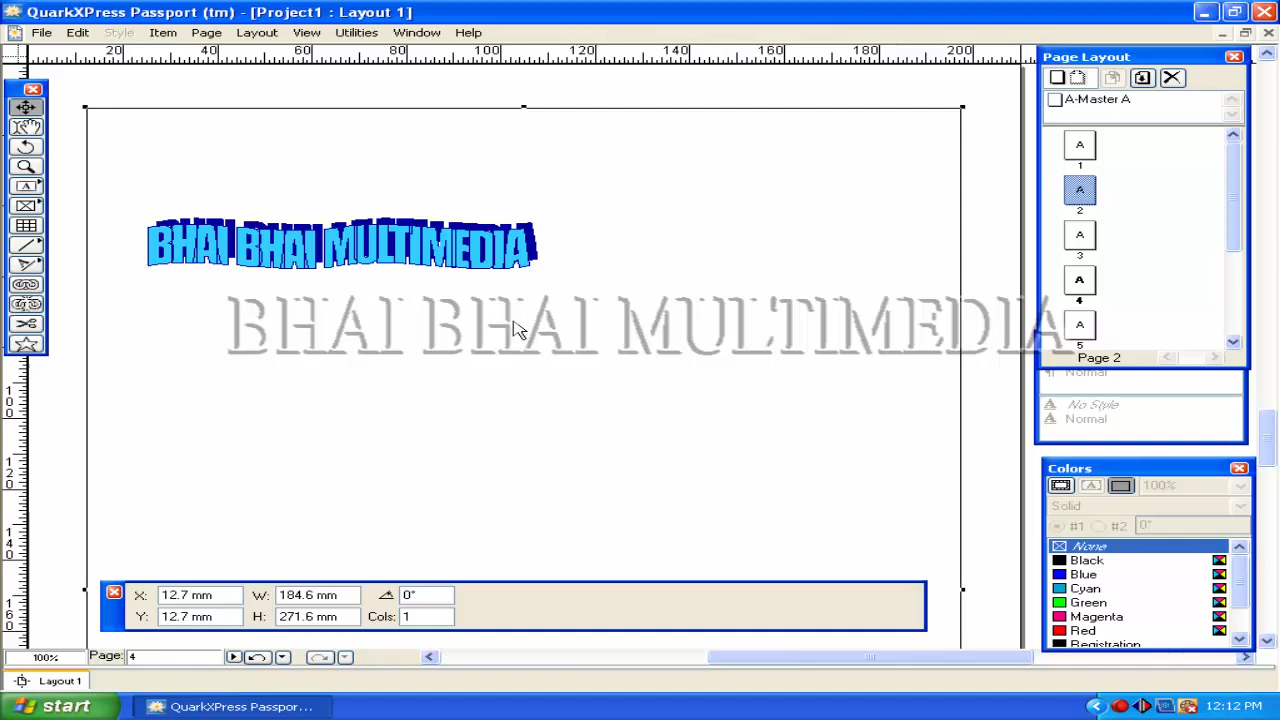 QuarkXPress Passport (tm) - [Project1 : Layout 1]
File Edit Style Item Page Layout View Utilities Window Help
20 40 60 80 100 120 140 160 180 200
Page Layout
A-Master A
A
1
A
2
A
3
A
4
A
5
Page 2
BHAI BHAI MULTIMEDIA
BHAI BHAI MULTIMEDIA
Normal
No Style
Normal
100
120
140
160
Colors
100%
Solid
#1 #2 0°
None
Black
Blue
Cyan
Green
Magenta
Red
Registration
X: 12.7 mm W: 184.6 mm 0°
Y: 12.7 mm H: 271.6 mm Cols: 1
100% Page: 4
Layout 1
start QuarkXPress Passpor... 12:12 PM